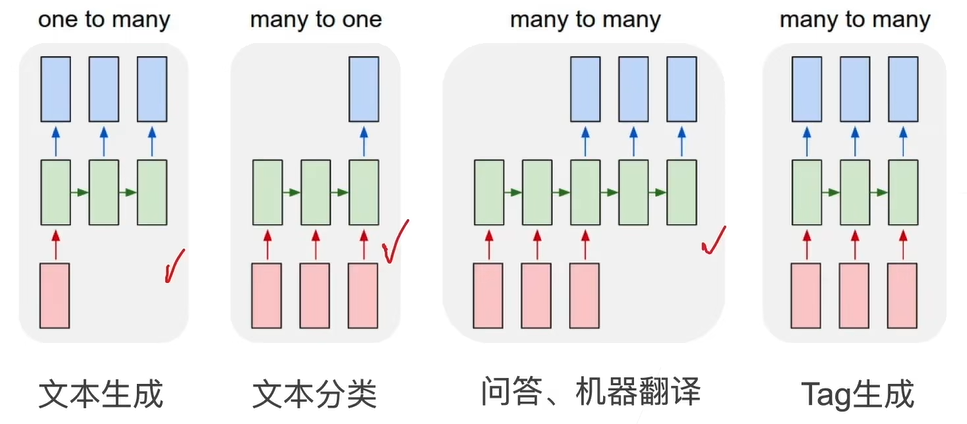 one to many
many to one
many to many
many to many
文本生成
文本分类
问答、机器翻译
Tag生成